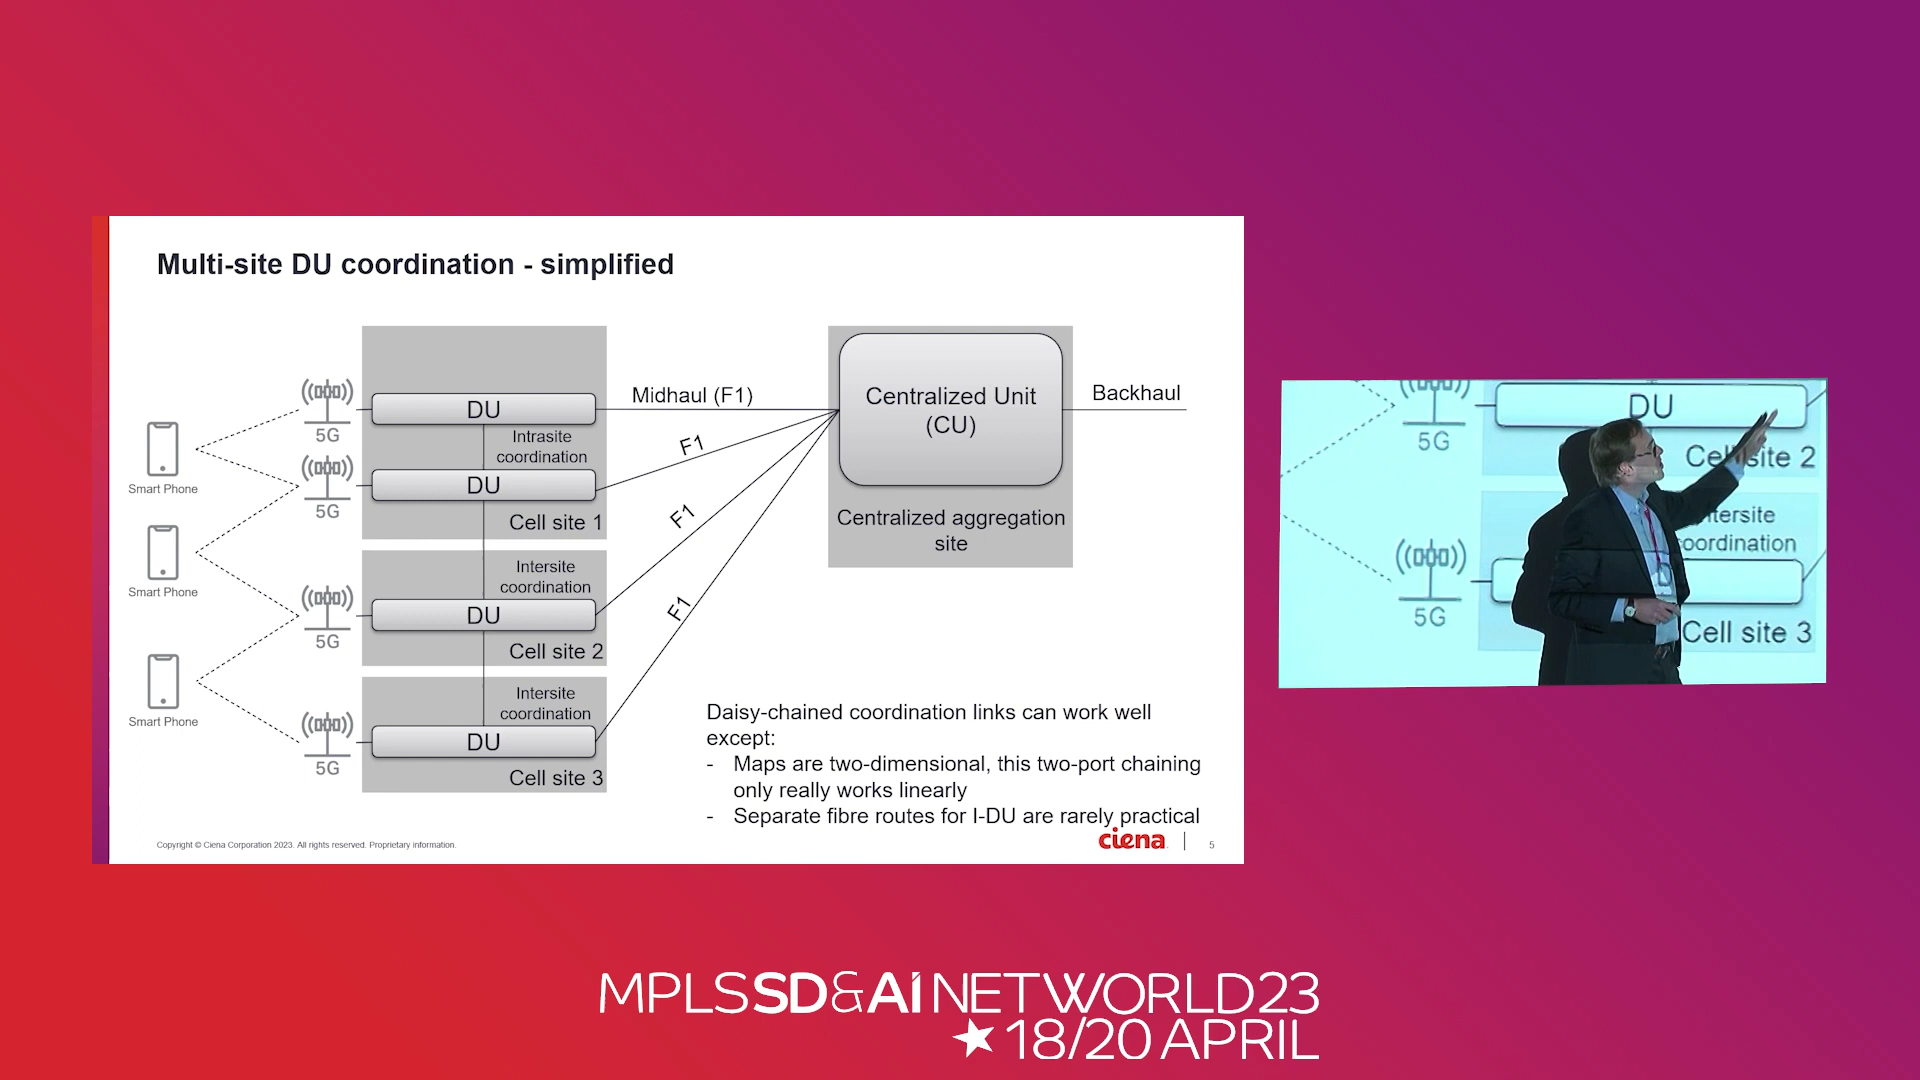 Multi-site DU coordination - simplified
Smart Phone
Smart Phone
Smart Phone
5G
5G
5G
5G
DU
Intrasite
coordination
DU
Cell site 1
Intersite
coordination
DU
Cell site 2
Intersite
coordination
DU
Cell site 3
Midhaul (F1)
F1
F1
F1
Centralized Unit
(CU)
Centralized aggregation
site
Backhaul
Daisy-chained coordination links can work well
except:
- Maps are two-dimensional, this two-port chaining
only really works linearly
- Separate fibre routes for I-DU are rarely practical
Copyright © Ciena Corporation 2023. All rights reserved. Proprietary information.
ciena
5
DU
5G
Cell site 2
5G
Cell site 3
MPLS SD & AI NET WORLD 23
18/20 APRIL